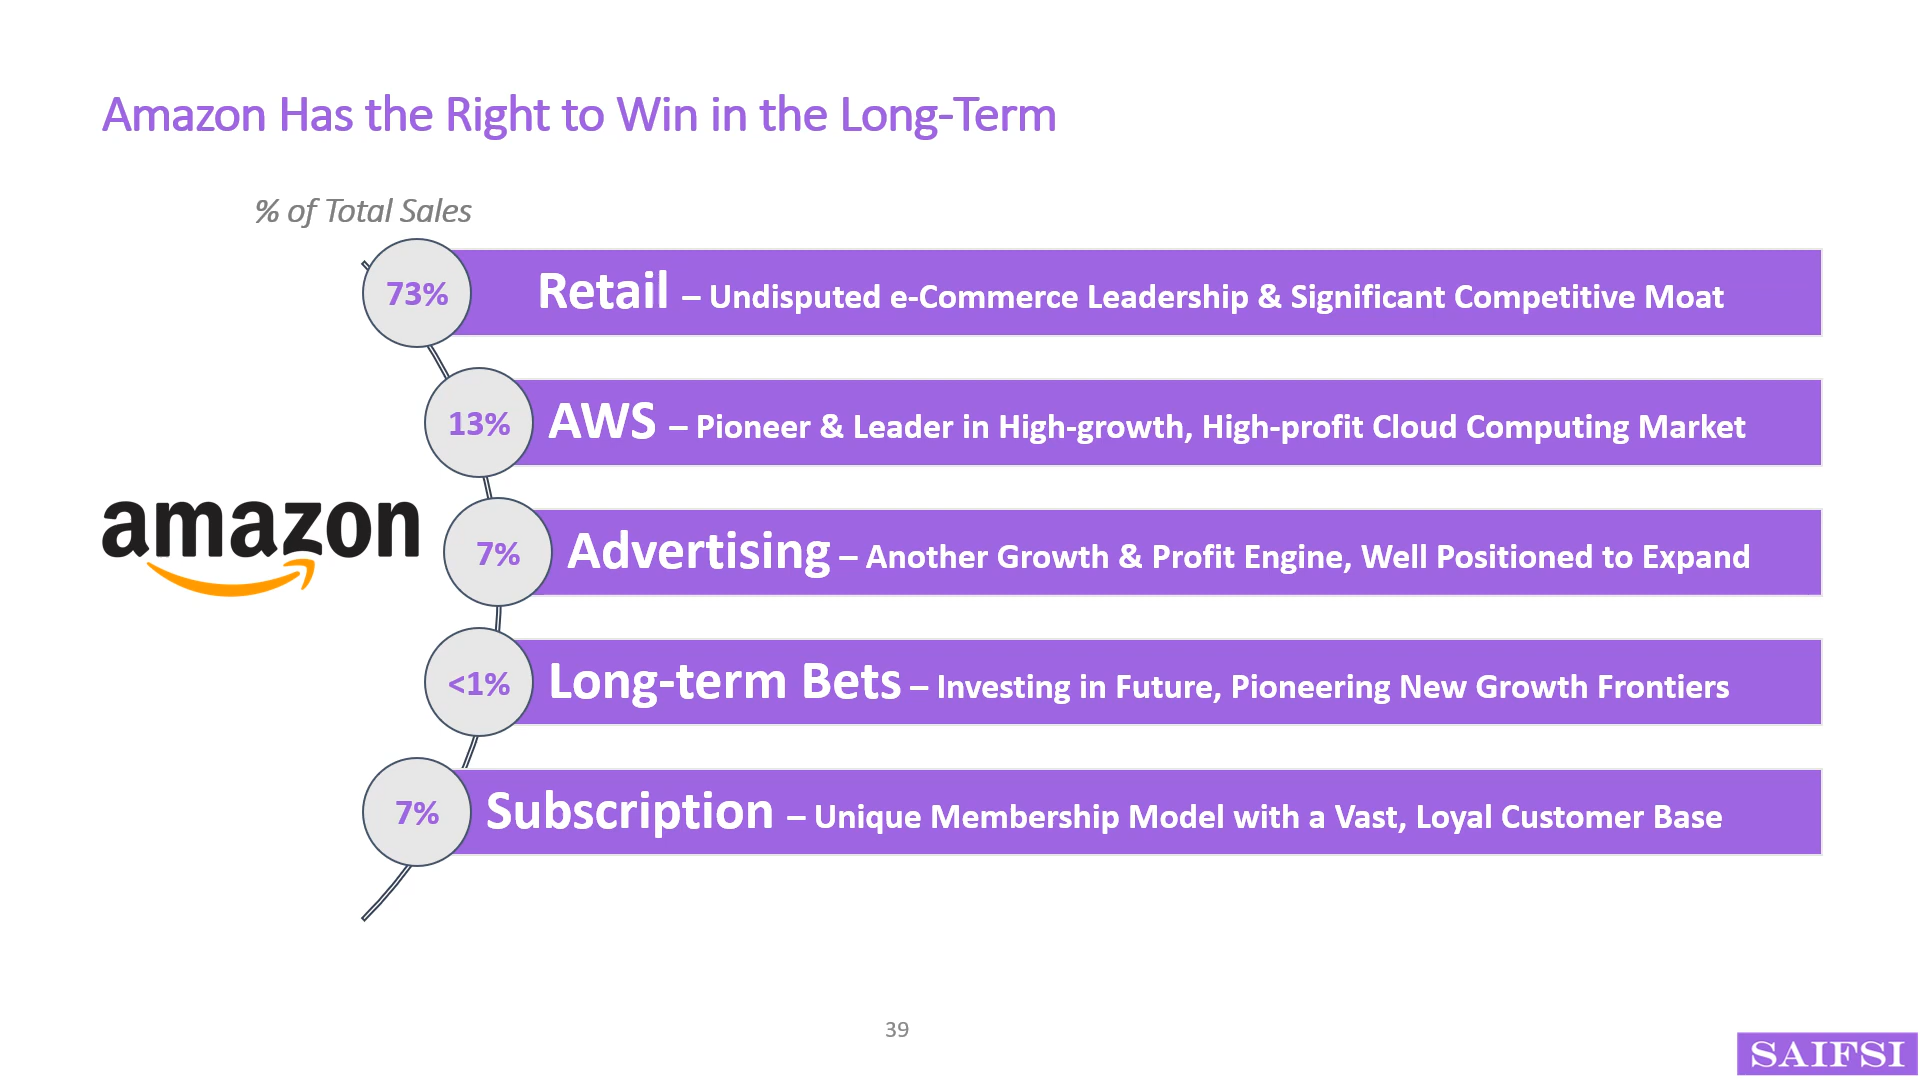 Amazon Has the Right to Win in the Long-Term
% of Total Sales
73%
Retail – Undisputed e-Commerce Leadership & Significant Competitive Moat
13%
AWS – Pioneer & Leader in High-growth, High-profit Cloud Computing Market
amazon
7%
Advertising – Another Growth & Profit Engine, Well Positioned to Expand
<1%
Long-term Bets – Investing in Future, Pioneering New Growth Frontiers
7%
Subscription – Unique Membership Model with a Vast, Loyal Customer Base
39
SAIFSI